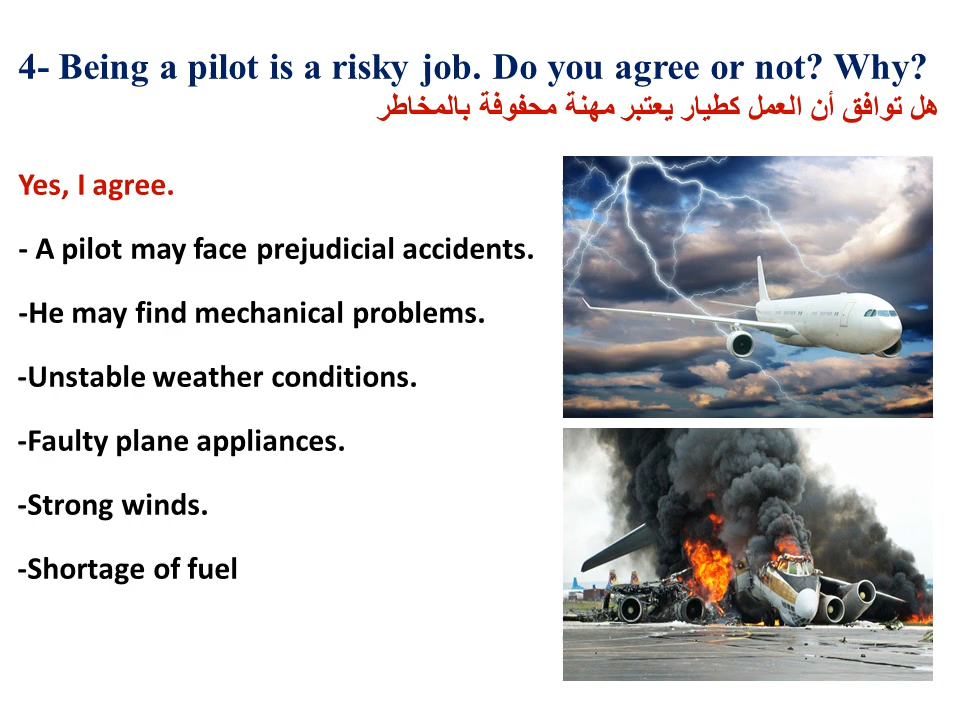 4- Being a pilot is a risky job. Do you agree or not? Why?
هل توافق أن العمل كطيار يعتبر مهنة محفوفة بالمخاطر
Yes, I agree.
- A pilot may face prejudicial accidents.
-He may find mechanical problems.
-Unstable weather conditions.
-Faulty plane appliances.
-Strong winds.
-Shortage of fuel